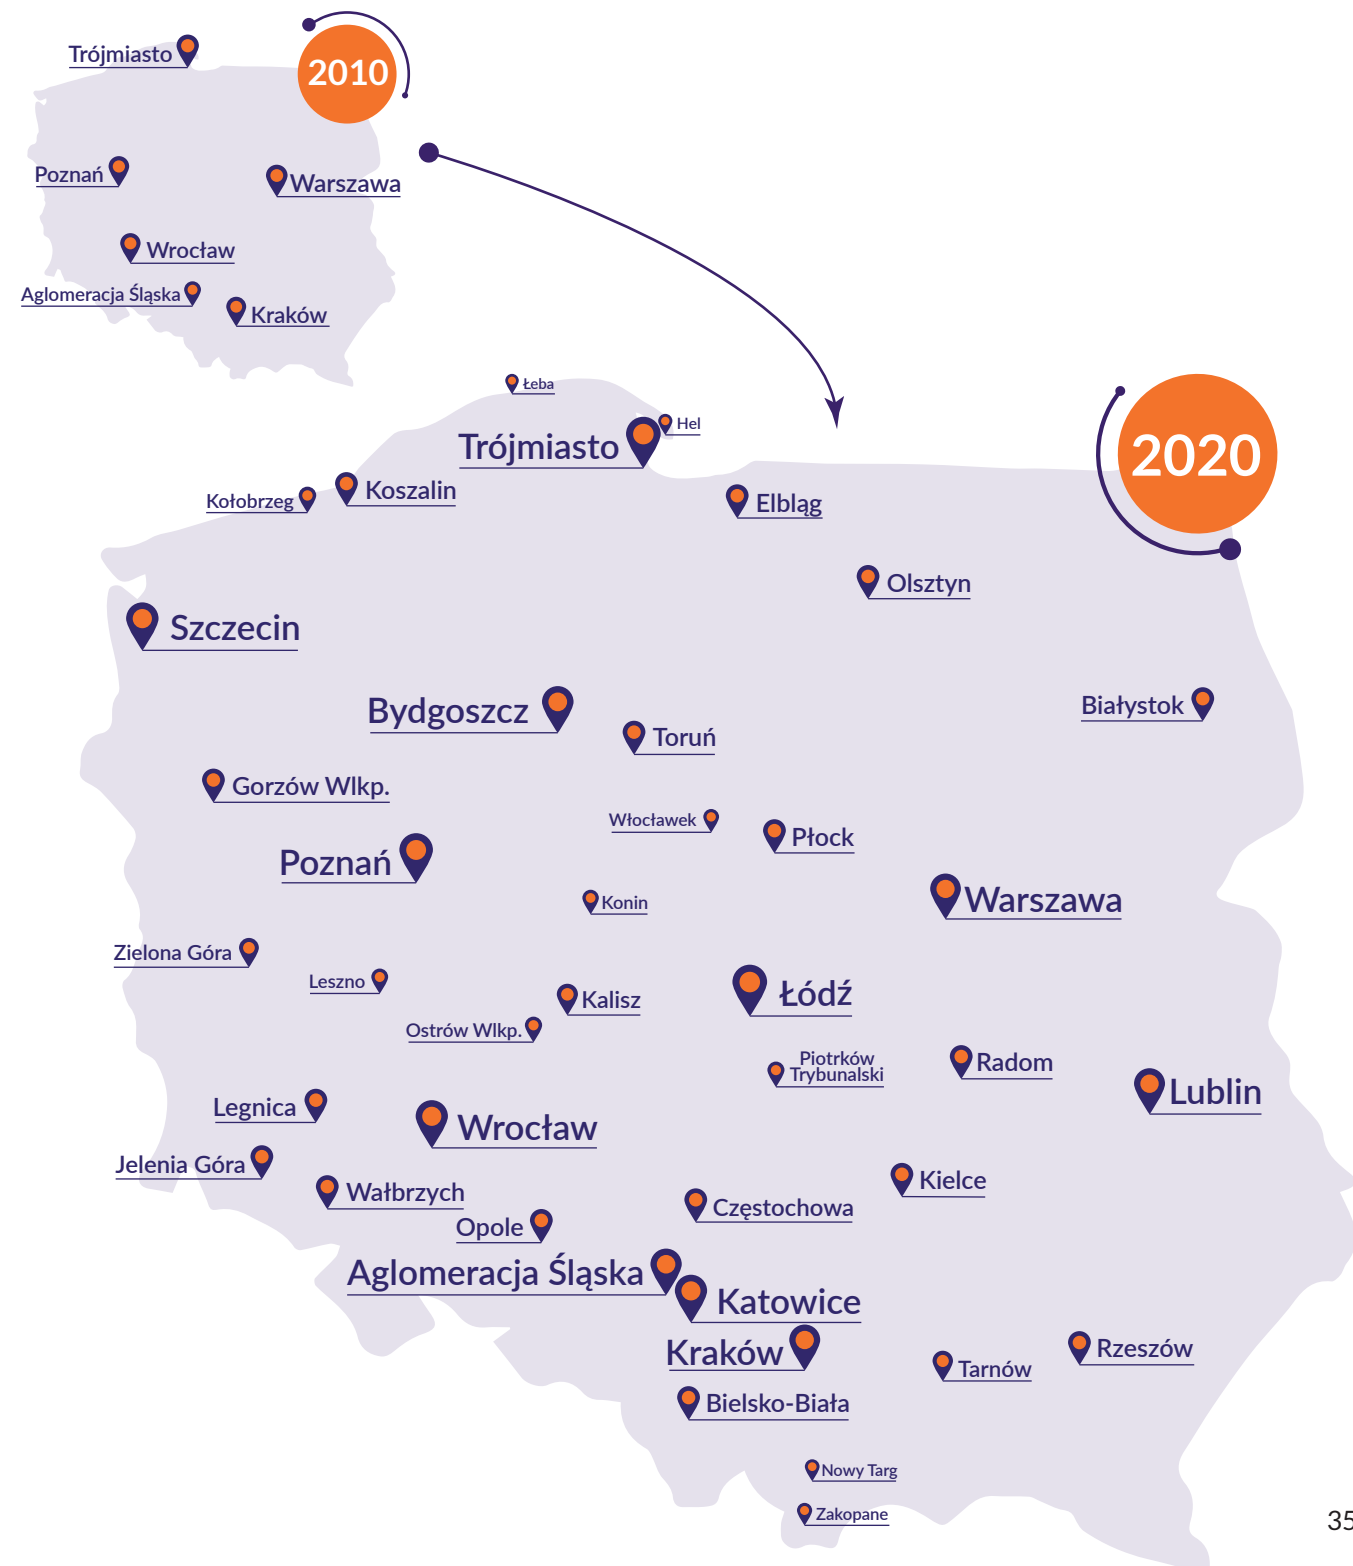 2010
Trójmiasto
Poznań
Warszawa
Wrocław
Aglomeracja Śląska
Kraków
2020
Łeba
Hel
Trójmiasto
Koszalin
Kołobrzeg
Elbląg
Olsztyn
Szczecin
Bydgoszcz
Białystok
Toruń
Gorzów Wlkp.
Włocławek
Płock
Poznań
Warszawa
Konin
Zielona Góra
Leszno
Kalisz
Łódź
Ostrów Wlkp.
Piotrków
Trybunalski
Radom
Lublin
Legnica
Wrocław
Jelenia Góra
Wałbrzych
Kielce
Częstochowa
Opole
Aglomeracja Śląska
Katowice
Kraków
Rzeszów
Tarnów
Bielsko-Biała
Nowy Targ
Zakopane
35